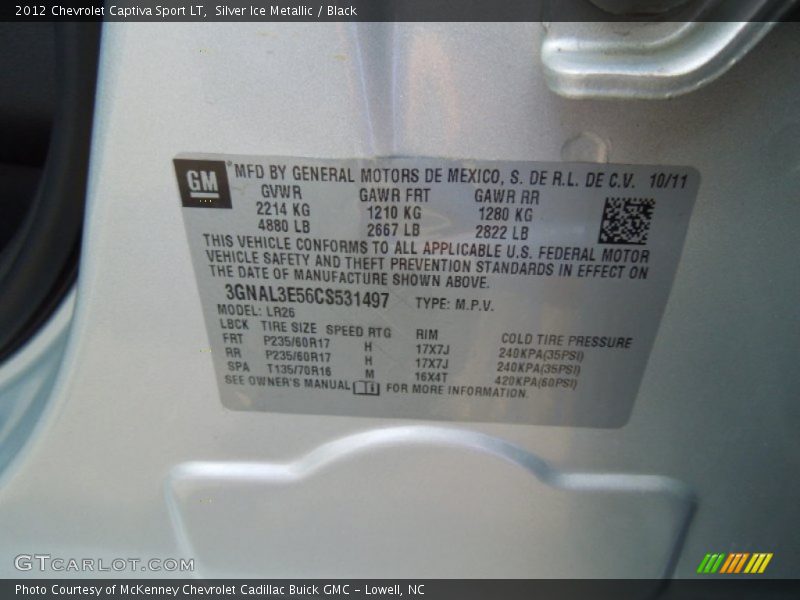 2012 Chevrolet Captiva Sport LT, Silver Ice Metallic / Black
GM® MFD BY GENERAL MOTORS DE MEXICO, S. DE R.L. DE C.V. 10/11
GVWR GAWR FRT GAWR RR
2214 KG 1210 KG 1280 KG
4880 LB 2667 LB 2822 LB
THIS VEHICLE CONFORMS TO ALL APPLICABLE U.S. FEDERAL MOTOR
VEHICLE SAFETY AND THEFT PREVENTION STANDARDS IN EFFECT ON
THE DATE OF MANUFACTURE SHOWN ABOVE.
3GNAL3E56CS531497 TYPE: M.P.V.
MODEL: LR26
LBCK TIRE SIZE SPEED RTG RIM COLD TIRE PRESSURE
FRT P235/60R17 H 17X7J 240KPA(35PSI)
RR P235/60R17 H 17X7J 240KPA(35PSI)
SPA T135/70R16 M 16X4T 420KPA(60PSI)
SEE OWNER'S MANUAL FOR MORE INFORMATION.
GTCARLOT.COM
Photo Courtesy of McKenney Chevrolet Cadillac Buick GMC - Lowell, NC